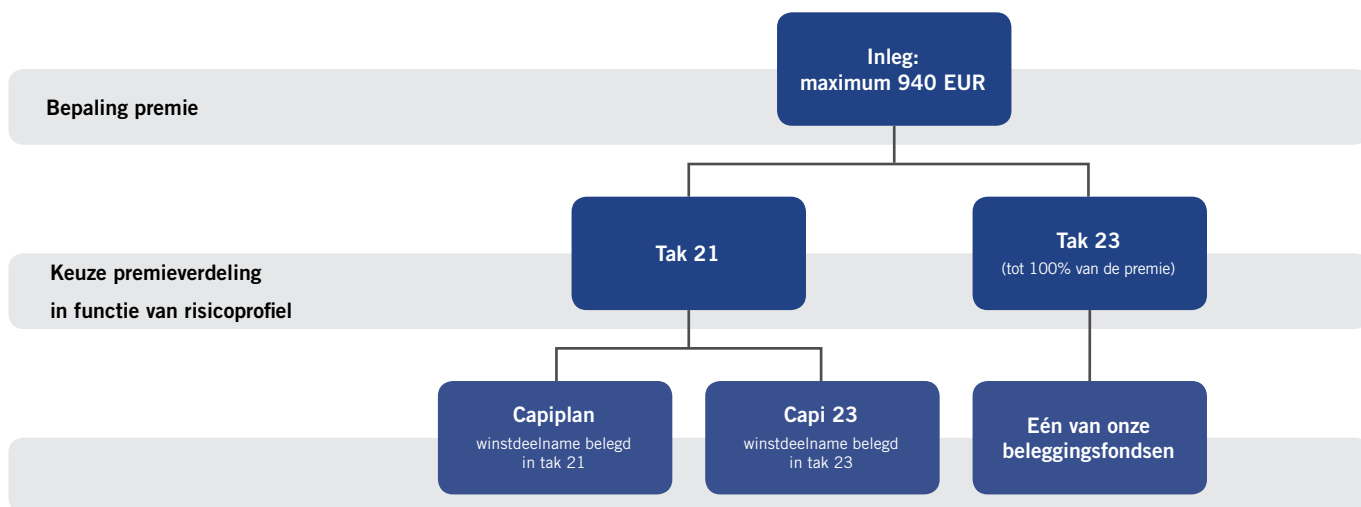 Inleg:
maximum 940 EUR
Bepaling premie
Tak 21
Tak 23
(tot 100% van de premie)
Keuze premieverdeling
in functie van risicoprofiel
Capiplan
winstdeelname belegd
in tak 21
Capi 23
winstdeelname belegd
in tak 23
Eén van onze
beleggingsfondsen